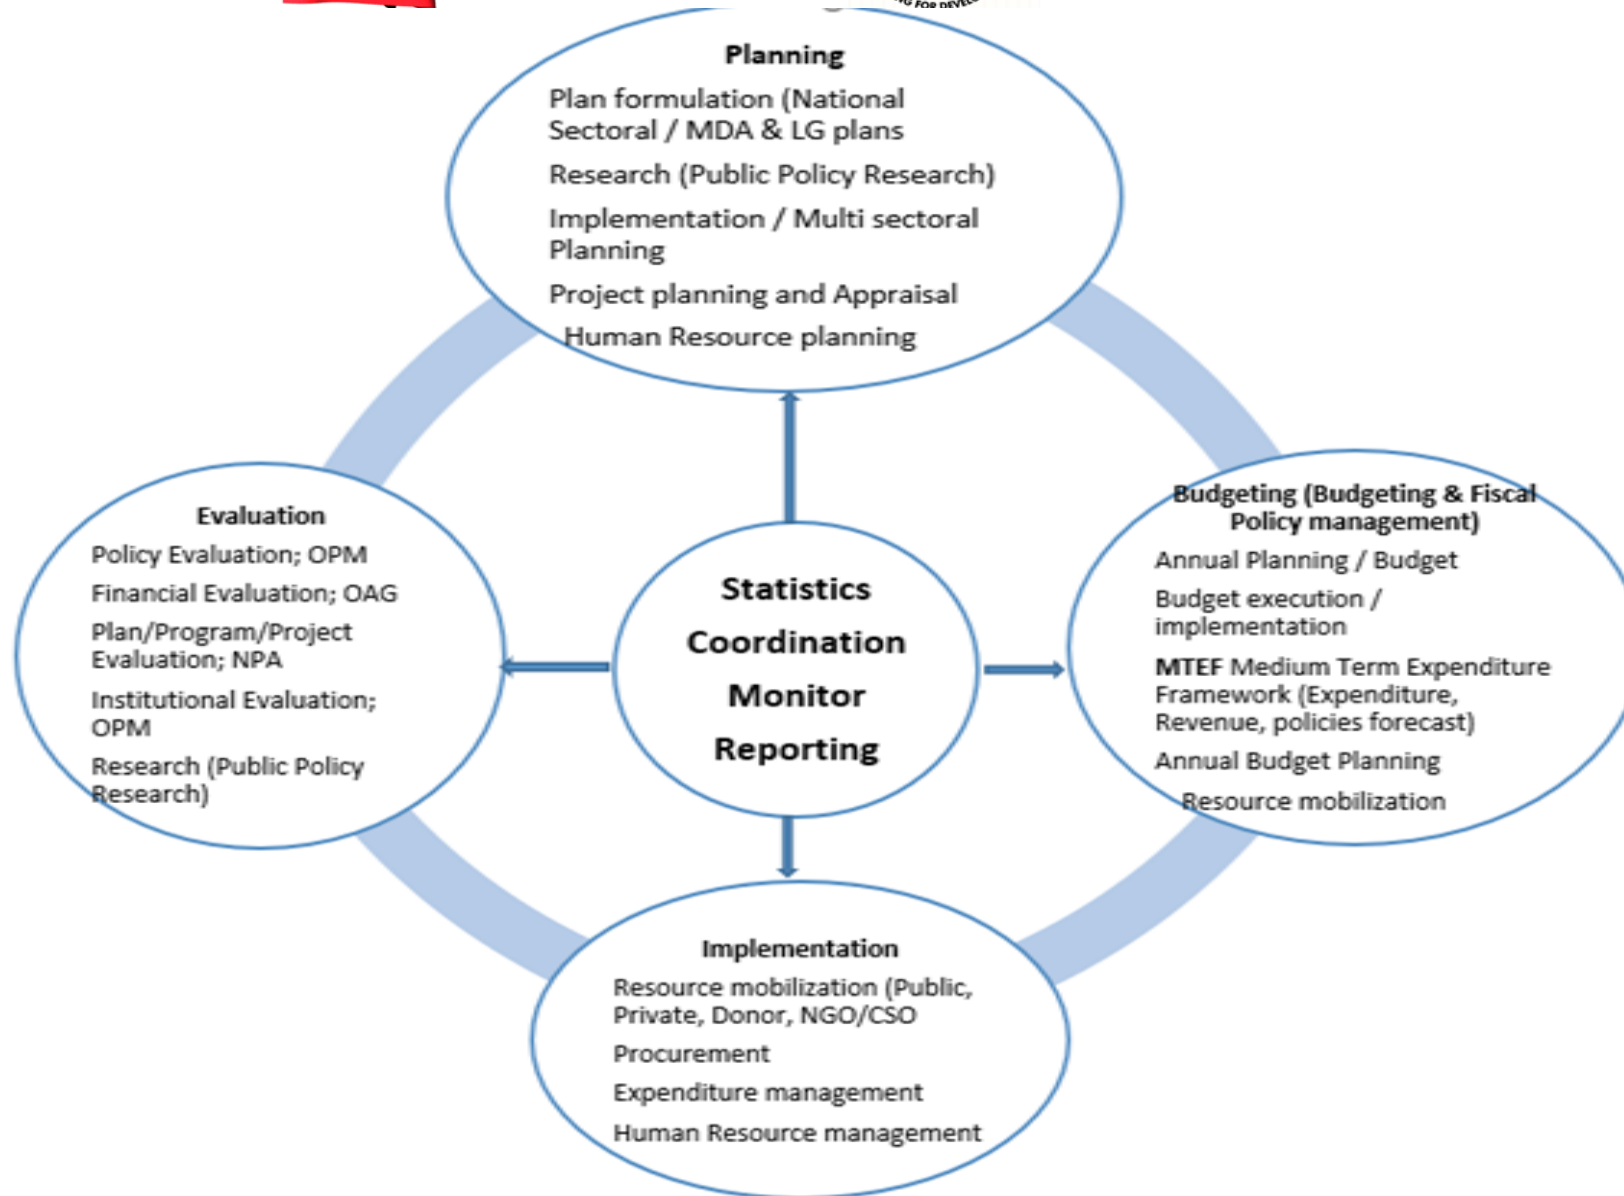 NG FOR DEVEL
Planning
Plan formulation (National
Sectoral / MDA & LG plans
Research (Public Policy Research)
Implementation / Multi sectoral
Planning
Project planning and Appraisal
Human Resource planning
Evaluation
Policy Evaluation; OPM
Financial Evaluation; OAG
Plan/Program/Project
Evaluation; NPA
Institutional Evaluation;
OPM
Research (Public Policy
Research)
Statistics
Coordination
Monitor
Reporting
Budgeting (Budgeting & Fiscal
Policy management)
Annual Planning / Budget
Budget execution /
implementation
MTEF Medium Term Expenditure
Framework (Expenditure,
Revenue, policies forecast)
Annual Budget Planning
Resource mobilization
Implementation
Resource mobilization (Public,
Private, Donor, NGO/CSO
Procurement
Expenditure management
Human Resource management